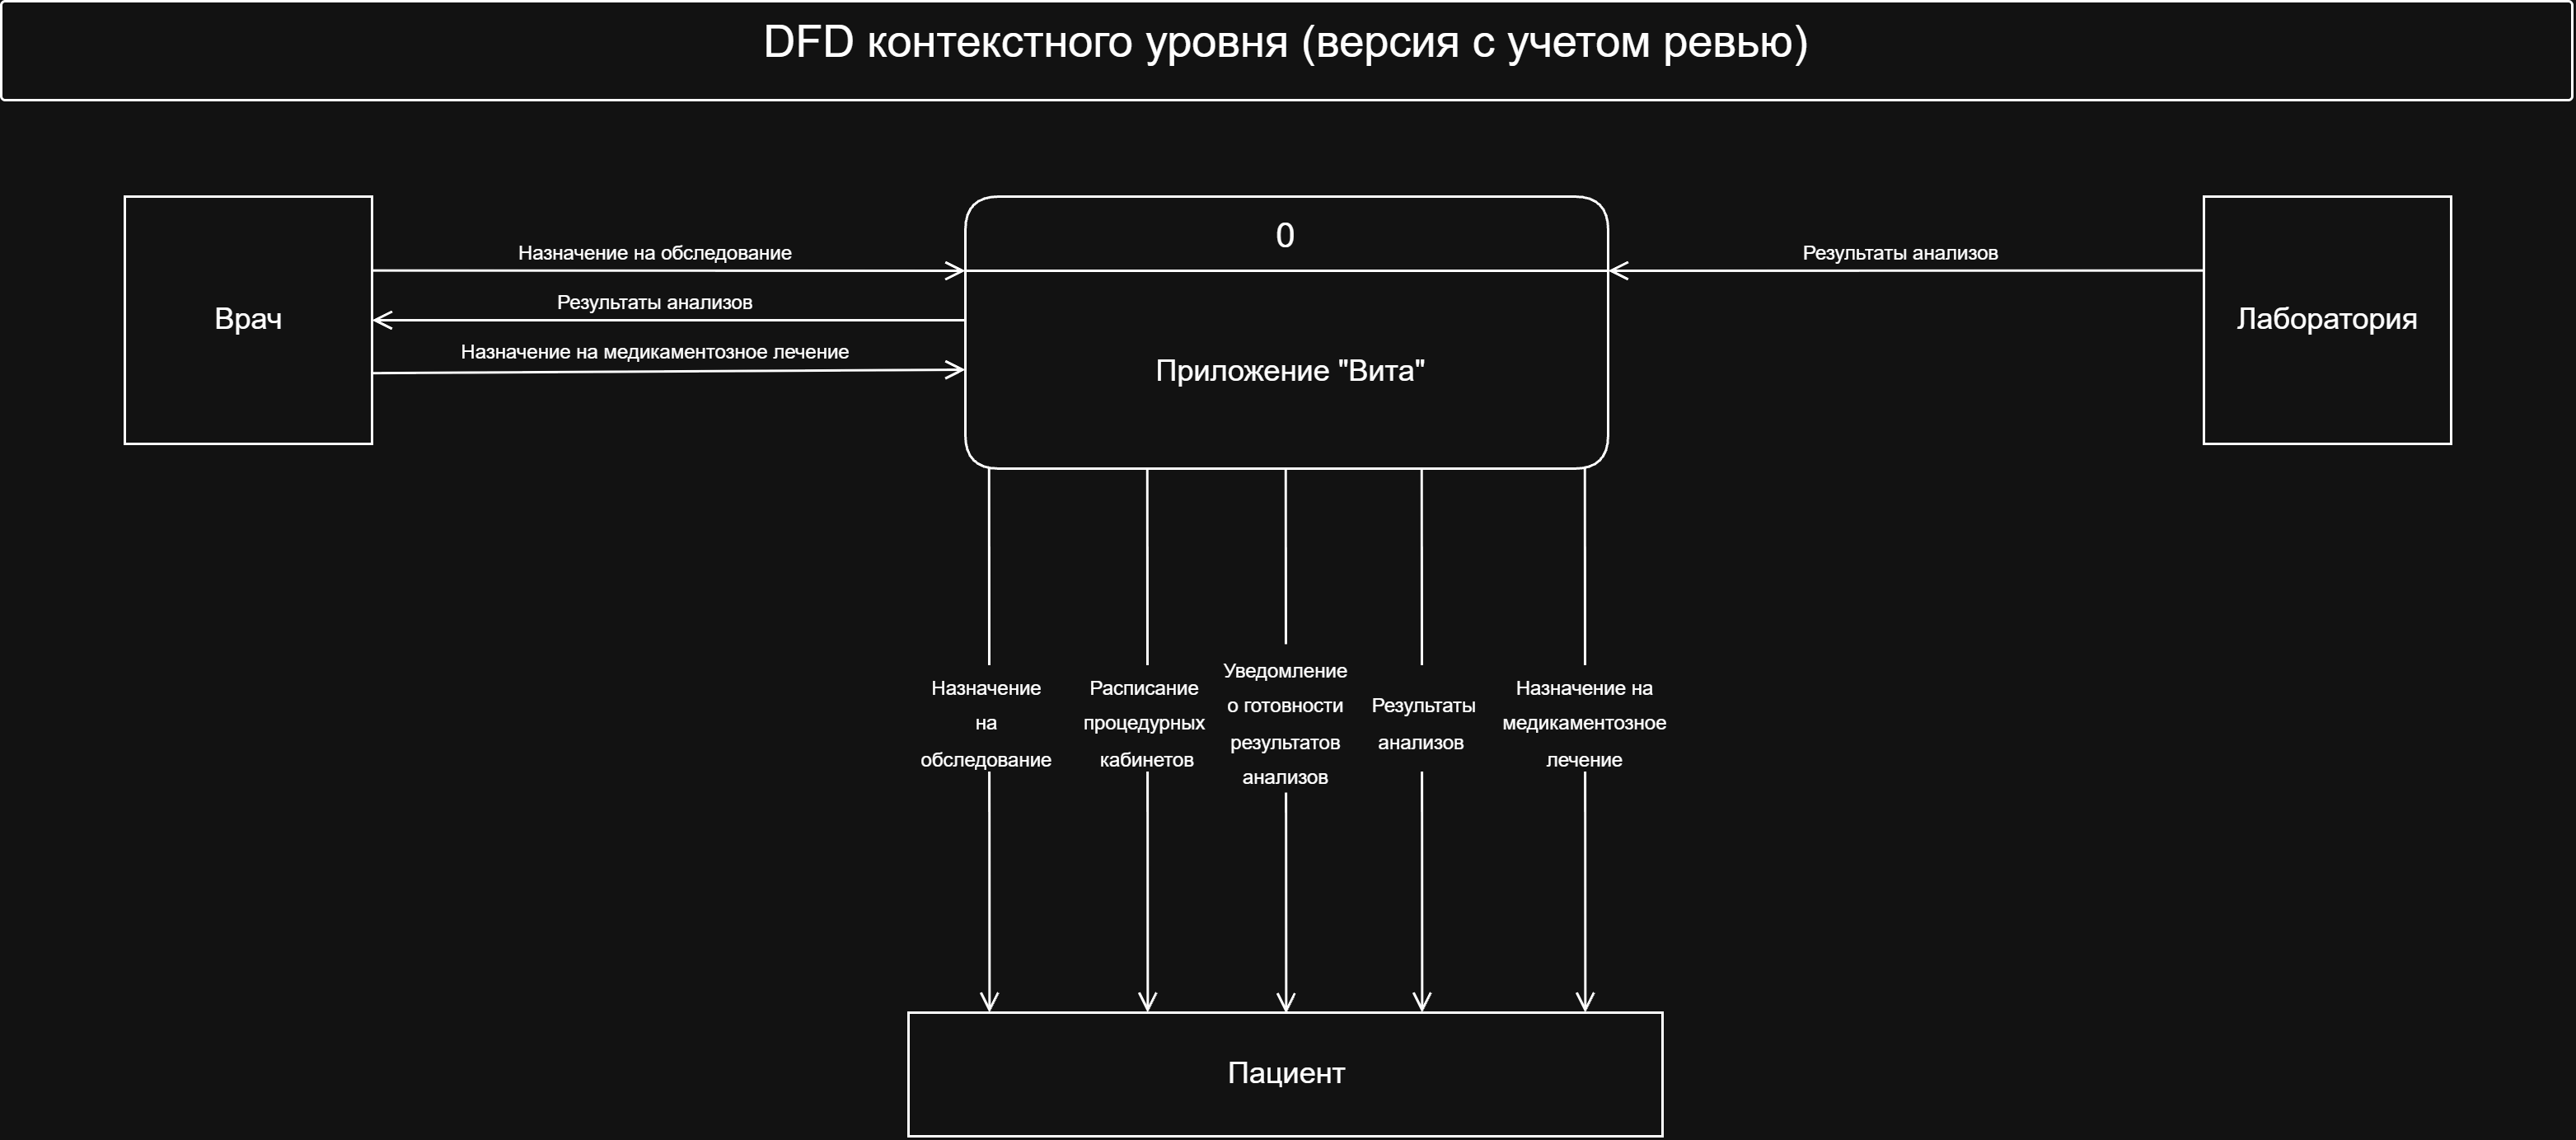 DFD контекстного уровня (версия с учетом ревью)
Врач
Назначение на обследование
Результаты анализов
Назначение на медикаментозное лечение
0
Приложение "Вита"
Результаты анализов
Лаборатория
Назначение
на
обследование
Расписание
процедурных
кабинетов
Уведомление
о готовности
результатов
анализов
Результаты
анализов
Назначение на
медикаментозное
лечение
Пациент